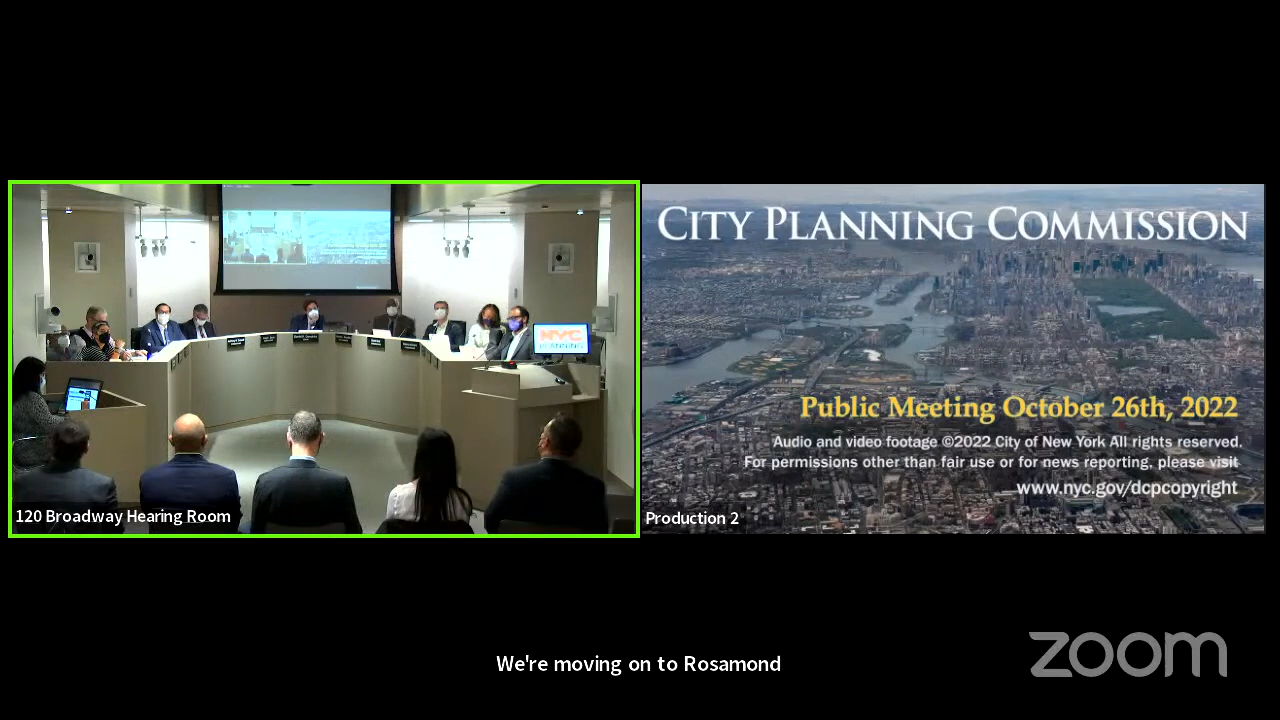 NYC
PLANNING
120 Broadway Hearing Room
CITY PLANNING COMMISSION
Public Meeting October 26th, 2022
Audio and video footage ©2022 City of New York All rights reserved.
For permissions other than fair use or for news reporting, please visit
www.nyc.gov/dcpcopyright
Production 2
We're moving on to Rosamond
zoom